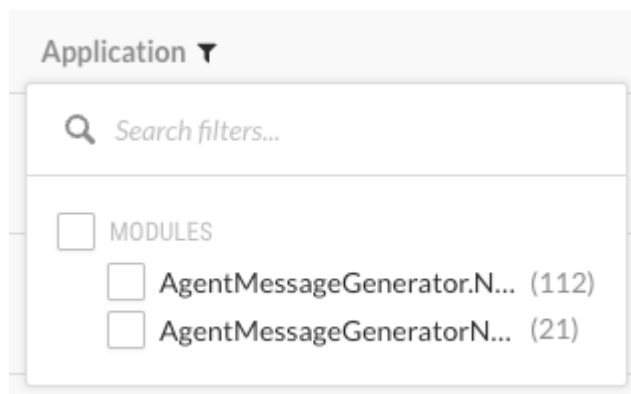 Application
Search filters...
MODULES
AgentMessageGenerator.N... (112)
AgentMessageGeneratorN... (21)